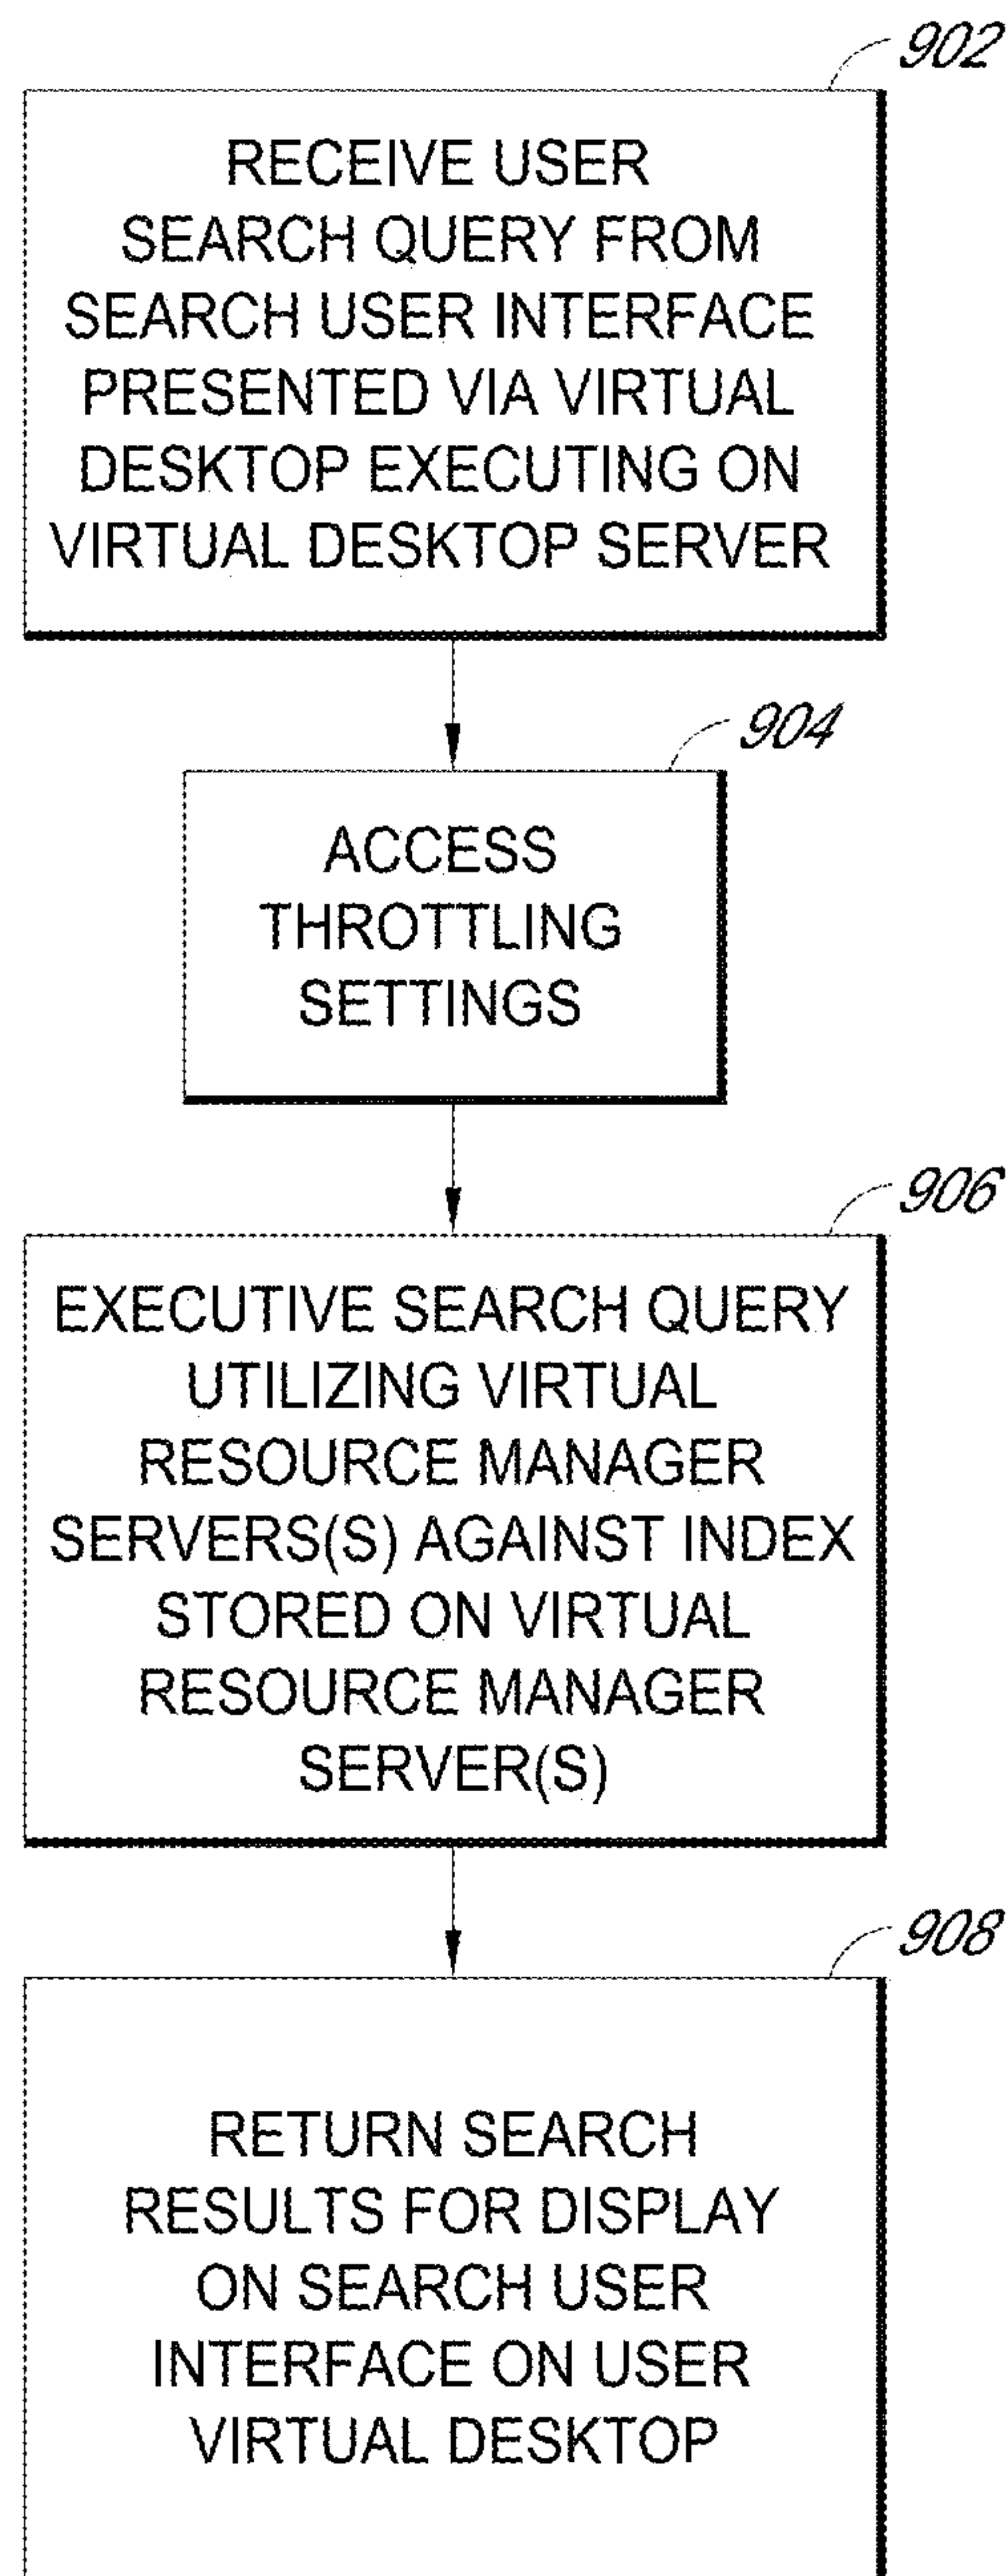 902
RECEIVE USER
SEARCH QUERY FROM
SEARCH USER INTERFACE
PRESENTED VIA VIRTUAL
DESKTOP EXECUTING ON
VIRTUAL DESKTOP SERVER
904
ACCESS
THROTTLING
SETTINGS
906
EXECUTIVE SEARCH QUERY
UTILIZING VIRTUAL
RESOURCE MANAGER
SERVERS(S) AGAINST INDEX
STORED ON VIRTUAL
RESOURCE MANAGER
SERVER(S)
908
RETURN SEARCH
RESULTS FOR DISPLAY
ON SEARCH USER
INTERFACE ON USER
VIRTUAL DESKTOP